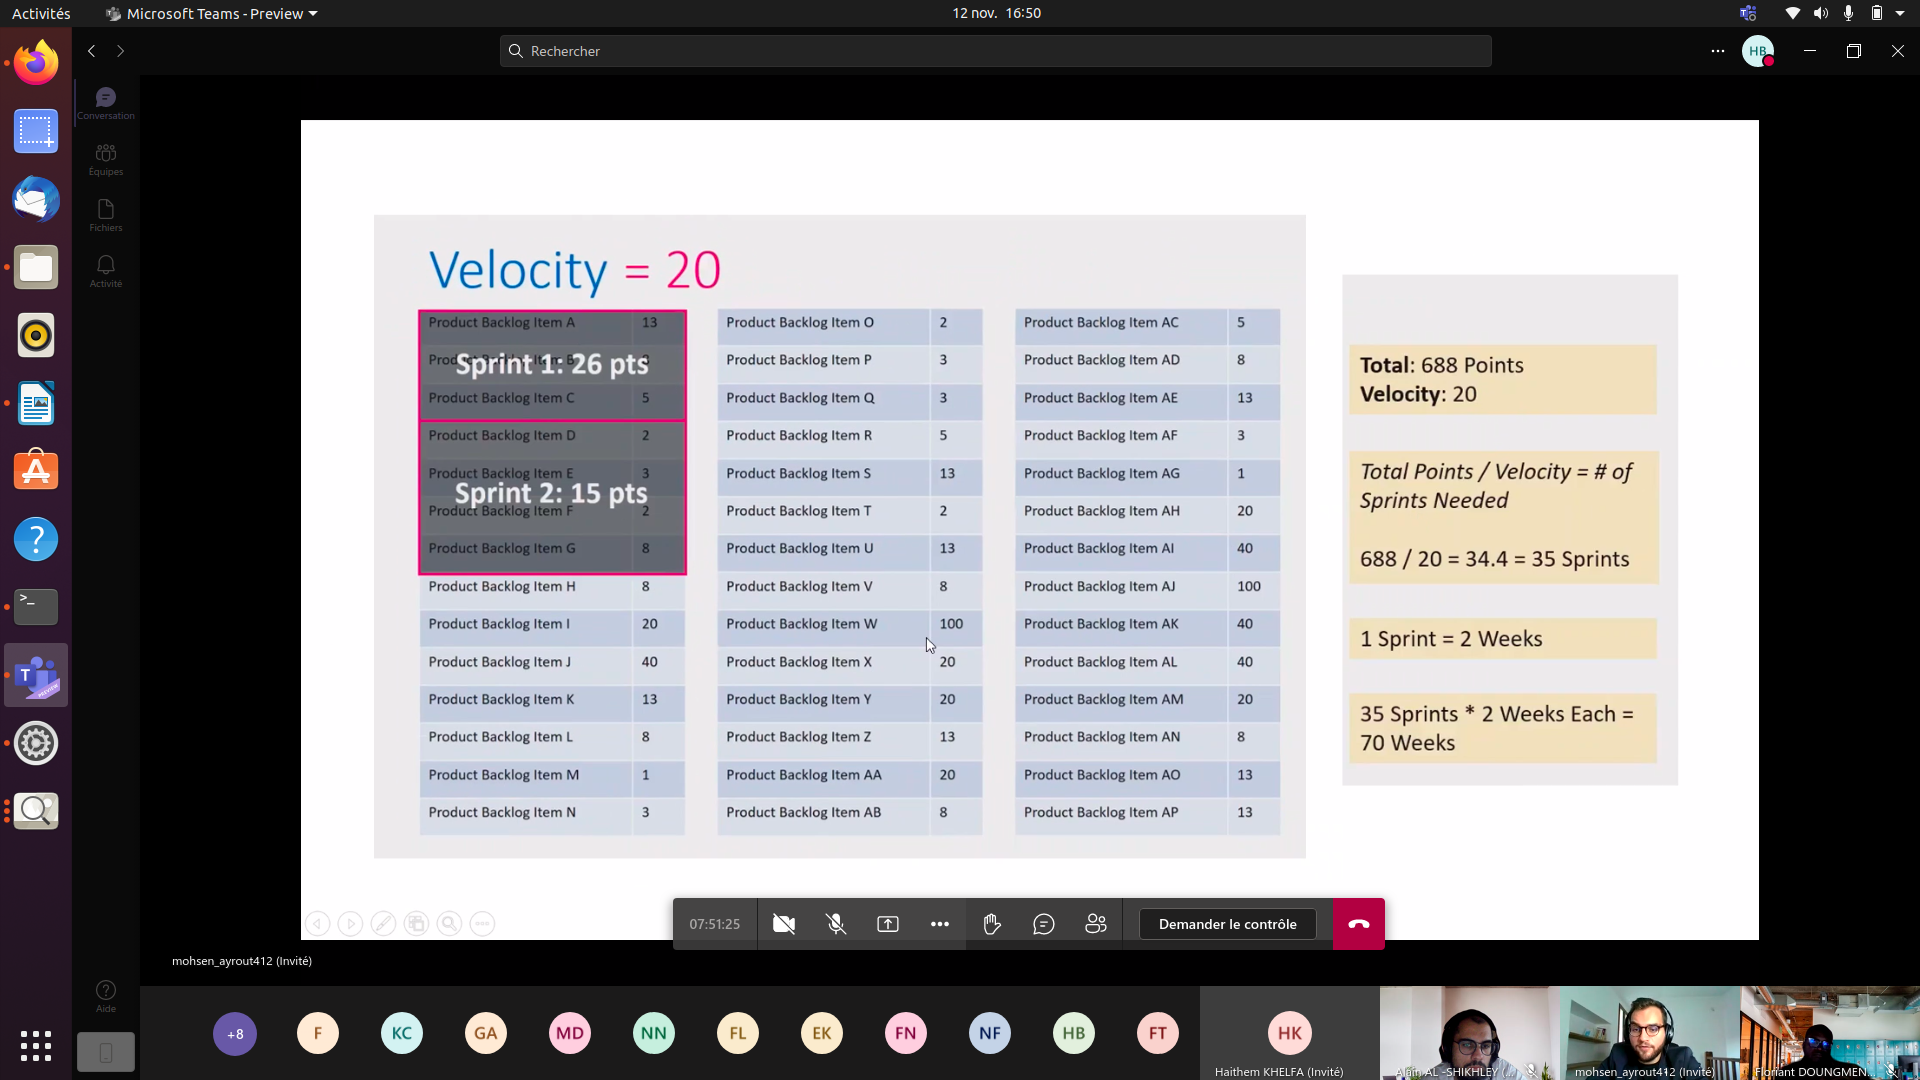 Activités
Microsoft Teams - Preview
12 nov.  16:50
Rechercher
HB
Conversation
Équipes
Fichiers
Activité
Aide
Velocity = 20
Product Backlog Item A 13
Sprint 1: 26 pts
Product Backlog Item C 5
Product Backlog Item D 2
Product Backlog Item E 3
Sprint 2: 15 pts
Product Backlog Item F 2
Product Backlog Item G 8
Product Backlog Item H 8
Product Backlog Item I 20
Product Backlog Item J 40
Product Backlog Item K 13
Product Backlog Item L 8
Product Backlog Item M 1
Product Backlog Item N 3
Product Backlog Item O 2
Product Backlog Item P 3
Product Backlog Item Q 3
Product Backlog Item R 5
Product Backlog Item S 13
Product Backlog Item T 2
Product Backlog Item U 13
Product Backlog Item V 8
Product Backlog Item W 100
Product Backlog Item X 20
Product Backlog Item Y 20
Product Backlog Item Z 13
Product Backlog Item AA 20
Product Backlog Item AB 8
Product Backlog Item AC 5
Product Backlog Item AD 8
Product Backlog Item AE 13
Product Backlog Item AF 3
Product Backlog Item AG 1
Product Backlog Item AH 20
Product Backlog Item AI 40
Product Backlog Item AJ 100
Product Backlog Item AK 40
Product Backlog Item AL 40
Product Backlog Item AM 20
Product Backlog Item AN 8
Product Backlog Item AO 13
Product Backlog Item AP 13
Total: 688 Points
Velocity: 20
Total Points / Velocity = # of
Sprints Needed
688 / 20 = 34.4 = 35 Sprints
1 Sprint = 2 Weeks
35 Sprints * 2 Weeks Each =
70 Weeks
07:51:25
Demander le contrôle
mohsen_ayrout412 (Invité)
+8
F
KC
GA
MD
NN
FL
EK
FN
NF
HB
FT
HK
Haithem KHELFA (Invité)
Alain AL -SHIKHLEY (...
mohsen_ayrout412 (Invité)
Floriant DOUNGMEN...